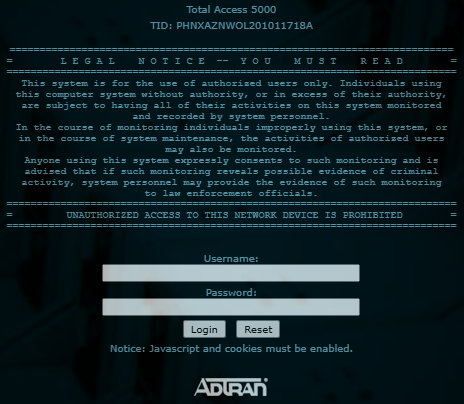 Total Access 5000
TID: PHNXAZNWOL201011718A
==========================================================================
= L E G A L N O T I C E -- Y O U M U S T R E A D =
==========================================================================
This system is for the use of authorized users only. Individuals using
this computer system without authority, or in excess of their authority,
are subject to having all of their activities on this system monitored
and recorded by system personnel.
In the course of monitoring individuals improperly using this system, or
in the course of system maintenance, the activities of authorized users
may also be monitored.
Anyone using this system expressly consents to such monitoring and is
advised that if such monitoring reveals possible evidence of criminal
activity, system personnel may provide the evidence of such monitoring
to law enforcement officials.
==========================================================================
= UNAUTHORIZED ACCESS TO THIS NETWORK DEVICE IS PROHIBITED =
==========================================================================
Username:
Password:
Login Reset
Notice: Javascript and cookies must be enabled.
ADTRAN